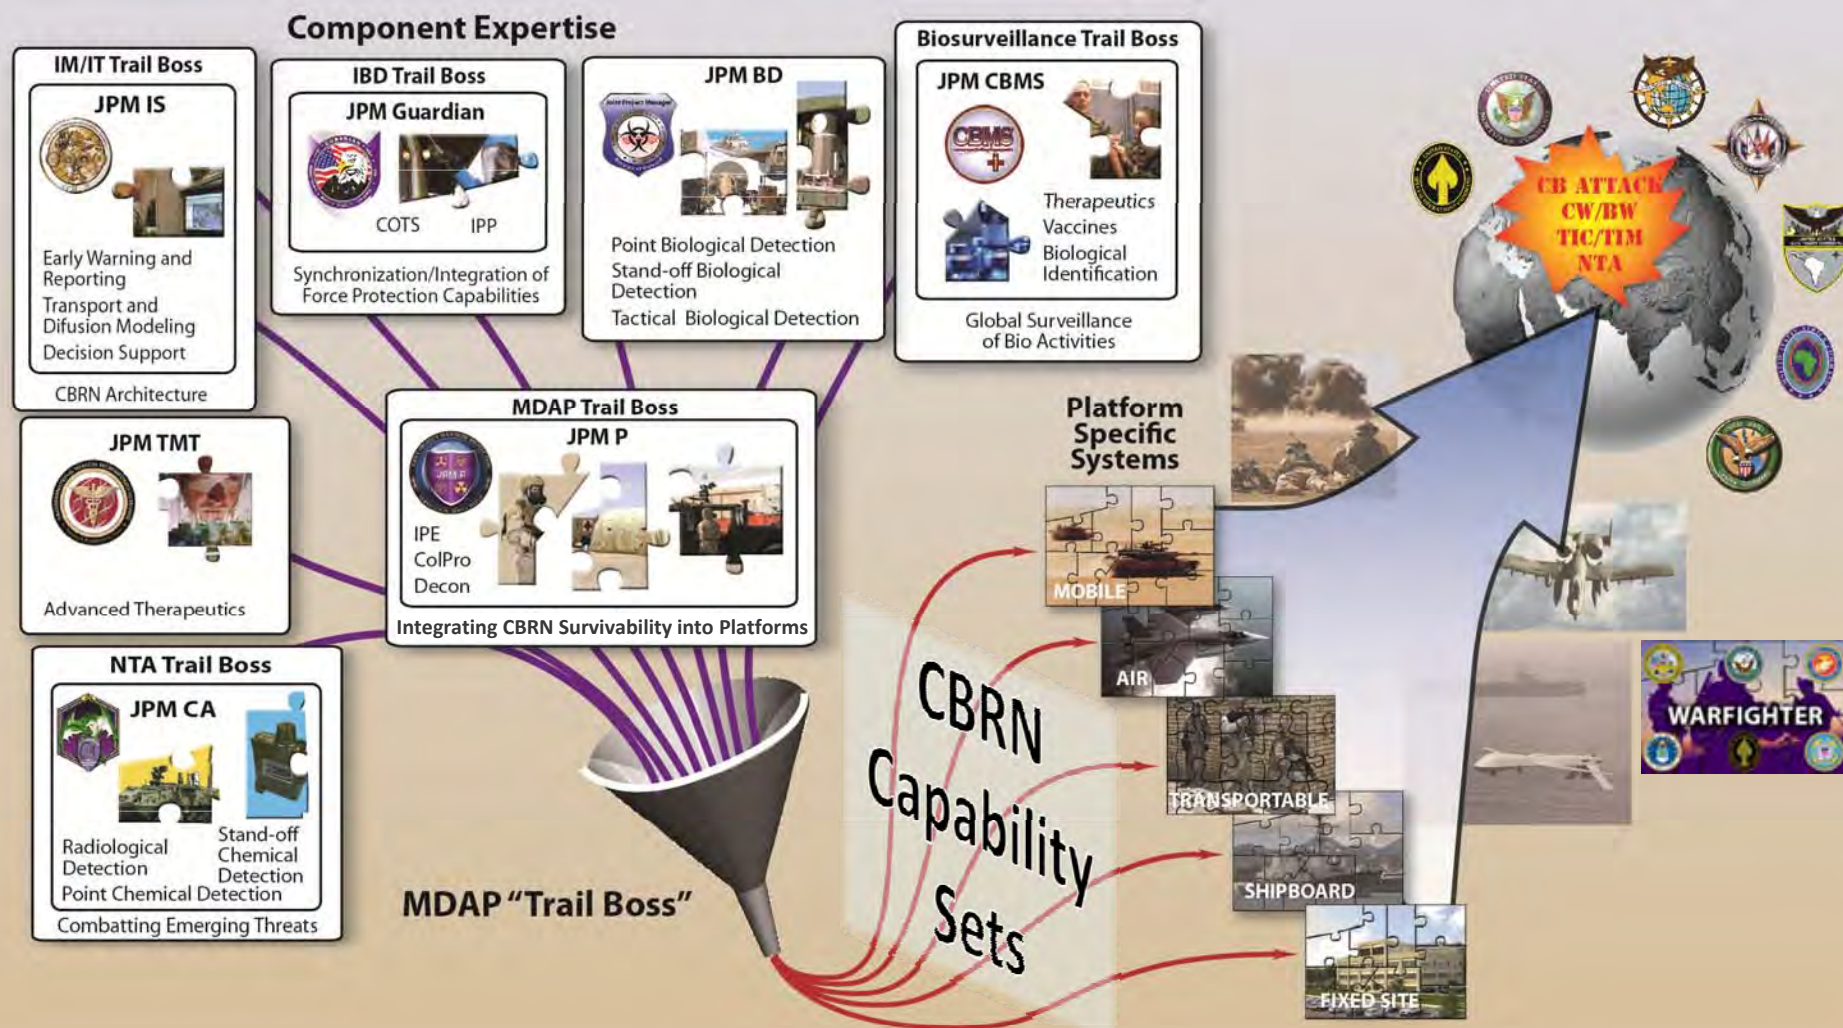 Component Expertise
IM/IT Trail Boss
JPM IS
Early Warning and
Reporting
Transport and
Difusion Modeling
Decision Support
CBRN Architecture
IBD Trail Boss
JPM Guardian
COTS
IPP
Synchronization/Integration of
Force Protection Capabilities
JPM BD
Joint Project Manager
Point Biological Detection
Stand-off Biological
Detection
Tactical Biological Detection
Biosurveillance Trail Boss
JPM CBMS
CBMS
Therapeutics
Vaccines
Biological
Identification
Global Surveillance
of Bio Activities
JPM TMT
Advanced Therapeutics
MDAP Trail Boss
JPM P
JPM P
IPE
ColPro
Decon
Integrating CBRN Survivability into Platforms
NTA Trail Boss
JPM CA
Radiological
Detection
Stand-off
Chemical
Detection
Point Chemical Detection
Combatting Emerging Threats
MDAP “Trail Boss”
CBRN
Capability
Sets
Platform
Specific
Systems
MOBILE
AIR
TRANSPORTABLE
SHIPBOARD
FIXED SITE
CB ATTACK
CW/BW
TIC/TIM
NTA
WARFIGHTER